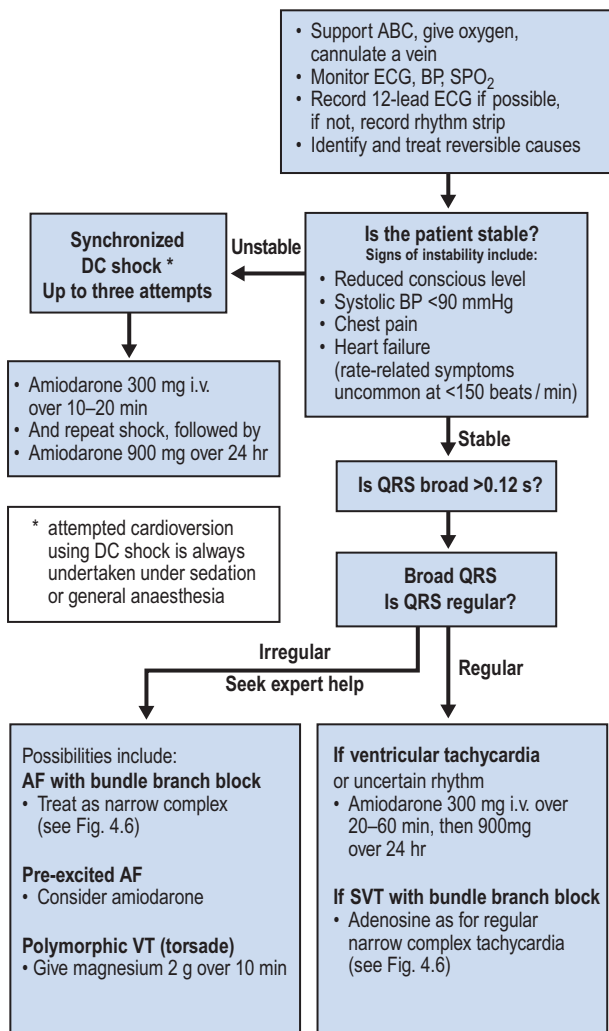 • Support ABC, give oxygen,
cannulate a vein
• Monitor ECG, BP, SPO2
• Record 12-lead ECG if possible,
if not, record rhythm strip
• Identify and treat reversible causes
Synchronized
DC shock *
Up to three attempts
Unstable
Is the patient stable?
Signs of instability include:
• Reduced conscious level
• Systolic BP <90 mmHg
• Chest pain
• Heart failure
(rate-related symptoms
uncommon at <150 beats / min)
• Amiodarone 300 mg i.v.
over 10–20 min
• And repeat shock, followed by
• Amiodarone 900 mg over 24 hr
Stable
Is QRS broad >0.12 s?
* attempted cardioversion
using DC shock is always
undertaken under sedation
or general anaesthesia
Broad QRS
Is QRS regular?
Irregular
Seek expert help
Regular
Possibilities include:
AF with bundle branch block
• Treat as narrow complex
(see Fig. 4.6)
Pre-excited AF
• Consider amiodarone
Polymorphic VT (torsade)
• Give magnesium 2 g over 10 min
If ventricular tachycardia
or uncertain rhythm
• Amiodarone 300 mg i.v. over
20–60 min, then 900mg
over 24 hr
If SVT with bundle branch block
• Adenosine as for regular
narrow complex tachycardia
(see Fig. 4.6)